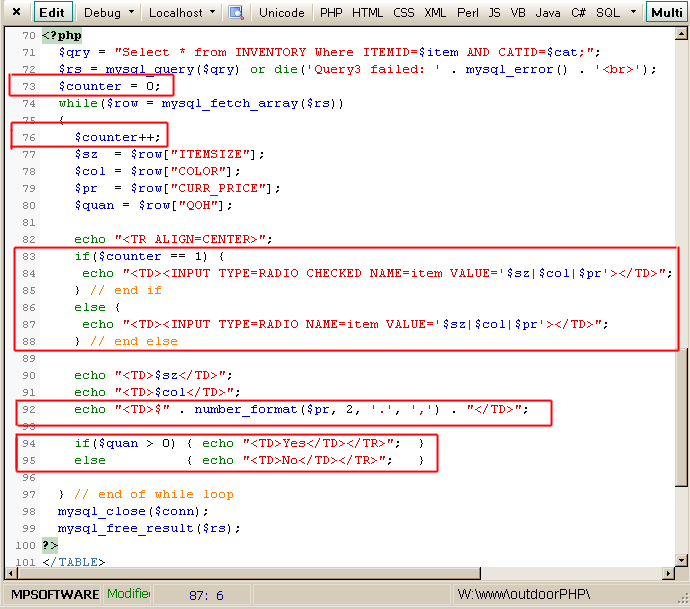 Edit Debug Localhost Unicode PHP HTML CSS XML Perl JS VB Java C# SQL Multi
70 <?php
71 $qry = "Select * from INVENTORY Where ITEMID=$item AND CATID=$cat;";
72 $rs = mysql_query($qry) or die('Query3 failed: ' . mysql_error() . '<br>');
73 $counter = 0;
74 while($row = mysql_fetch_array($rs))
75 {
76 $counter++;
77 $sz = $row["ITEMSIZE"];
78 $col = $row["COLOR"];
79 $pr = $row["CURR_PRICE"];
80 $quan = $row["QOH"];
81
82 echo "<TR ALIGN=CENTER>";
83 if($counter == 1) {
84 echo "<TD><INPUT TYPE=RADIO CHECKED NAME=item VALUE='$sz|$col|$pr'></TD>";
85 } // end if
86 else {
87 echo "<TD><INPUT TYPE=RADIO NAME=item VALUE='$sz|$col|$pr'></TD>";
88 } // end else
89
90 echo "<TD>$sz</TD>";
91 echo "<TD>$col</TD>";
92 echo "<TD>$" . number_format($pr, 2, '.', ',') . "</TD>";
93
94 if($quan > 0) { echo "<TD>Yes</TD></TR>"; }
95 else { echo "<TD>No</TD></TR>"; }
96
97 } // end of while loop
98 mysql_close($conn);
99 mysql_free_result($rs);
100 ?>
101 </TABLE>
MPSOFTWARE Modifie 87: 6 W:\www\outdoorPHP\